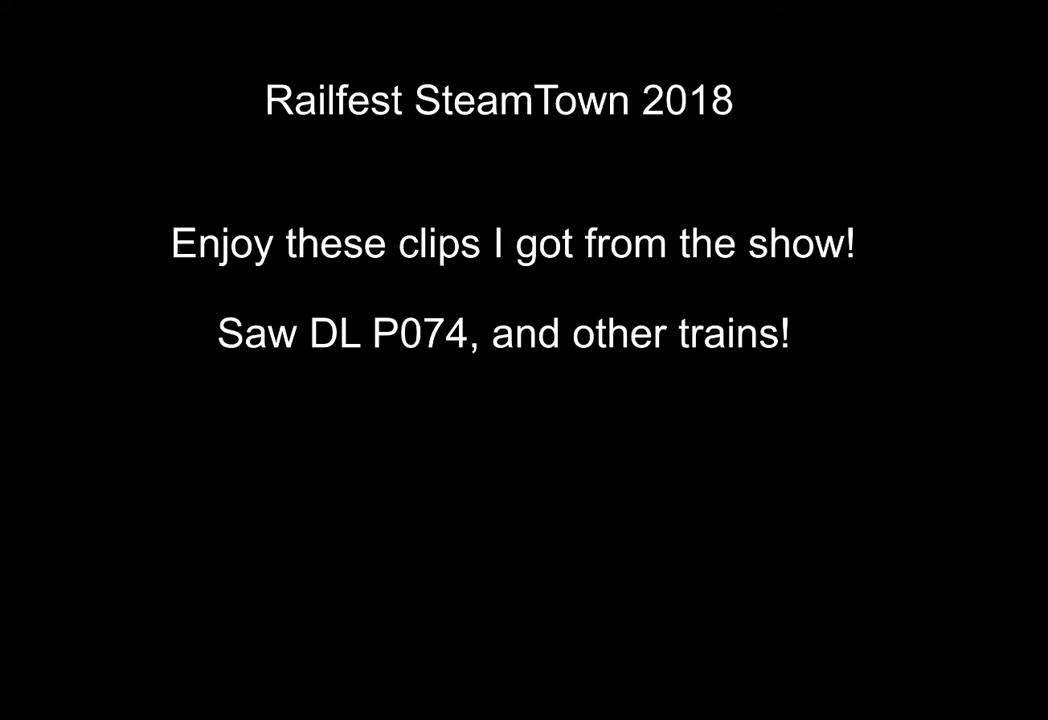 Railfest SteamTown 2018
Enjoy these clips I got from the show!
Saw DL P074, and other trains!